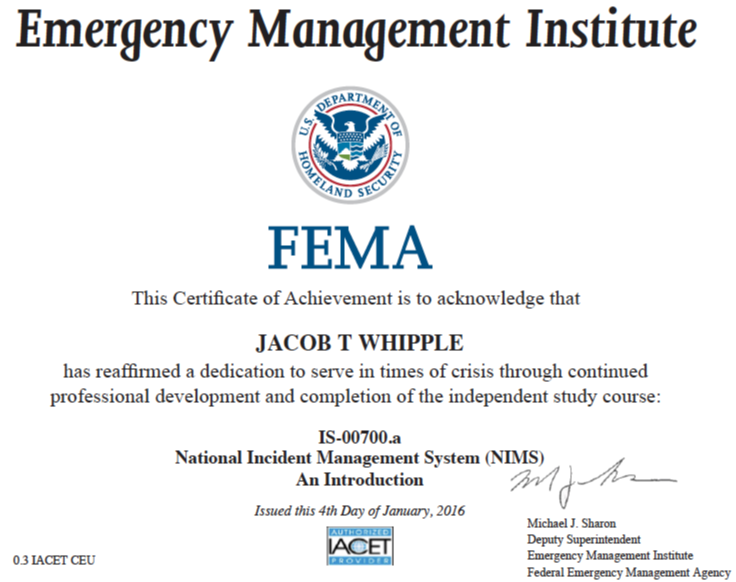 Emergency Management Institute
U.S. DEPARTMENT OF
HOMELAND SECURITY
FEMA
This Certificate of Achievement is to acknowledge that
JACOB T WHIPPLE
has reaffirmed a dedication to serve in times of crisis through continued
professional development and completion of the independent study course:
IS-00700.a
National Incident Management System (NIMS)
An Introduction
Issued this 4th Day of January, 2016
AUTHORIZED
IACET
PROVIDER
0.3 IACET CEU
Michael J. Sharon
Deputy Superintendent
Emergency Management Institute
Federal Emergency Management Agency